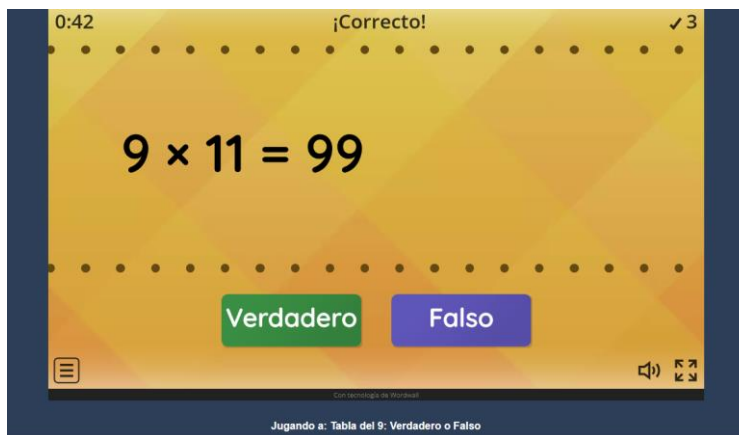 0:42 ¡Correcto! ✓ 3
9 × 11 = 99
Verdadero Falso
Con tecnología de Wordwall
Jugando a: Tabla del 9: Verdadero o Falso